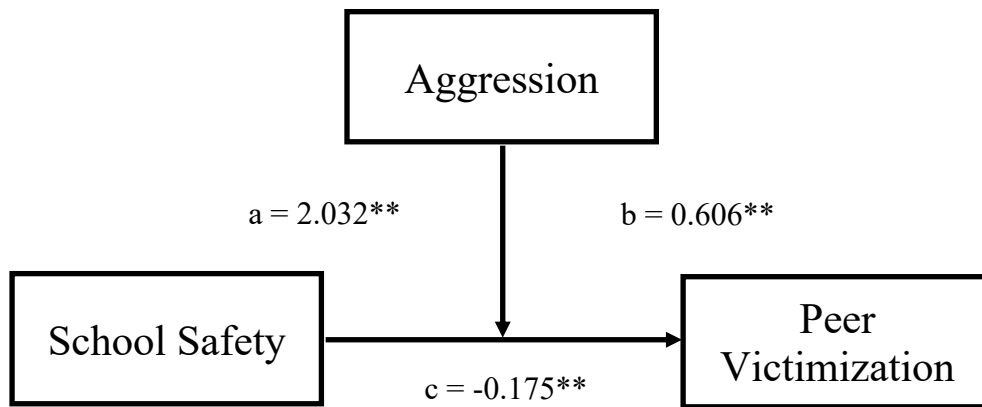 Aggression
a = 2.032**
b = 0.606**
School Safety
Peer
Victimization
c = -0.175**